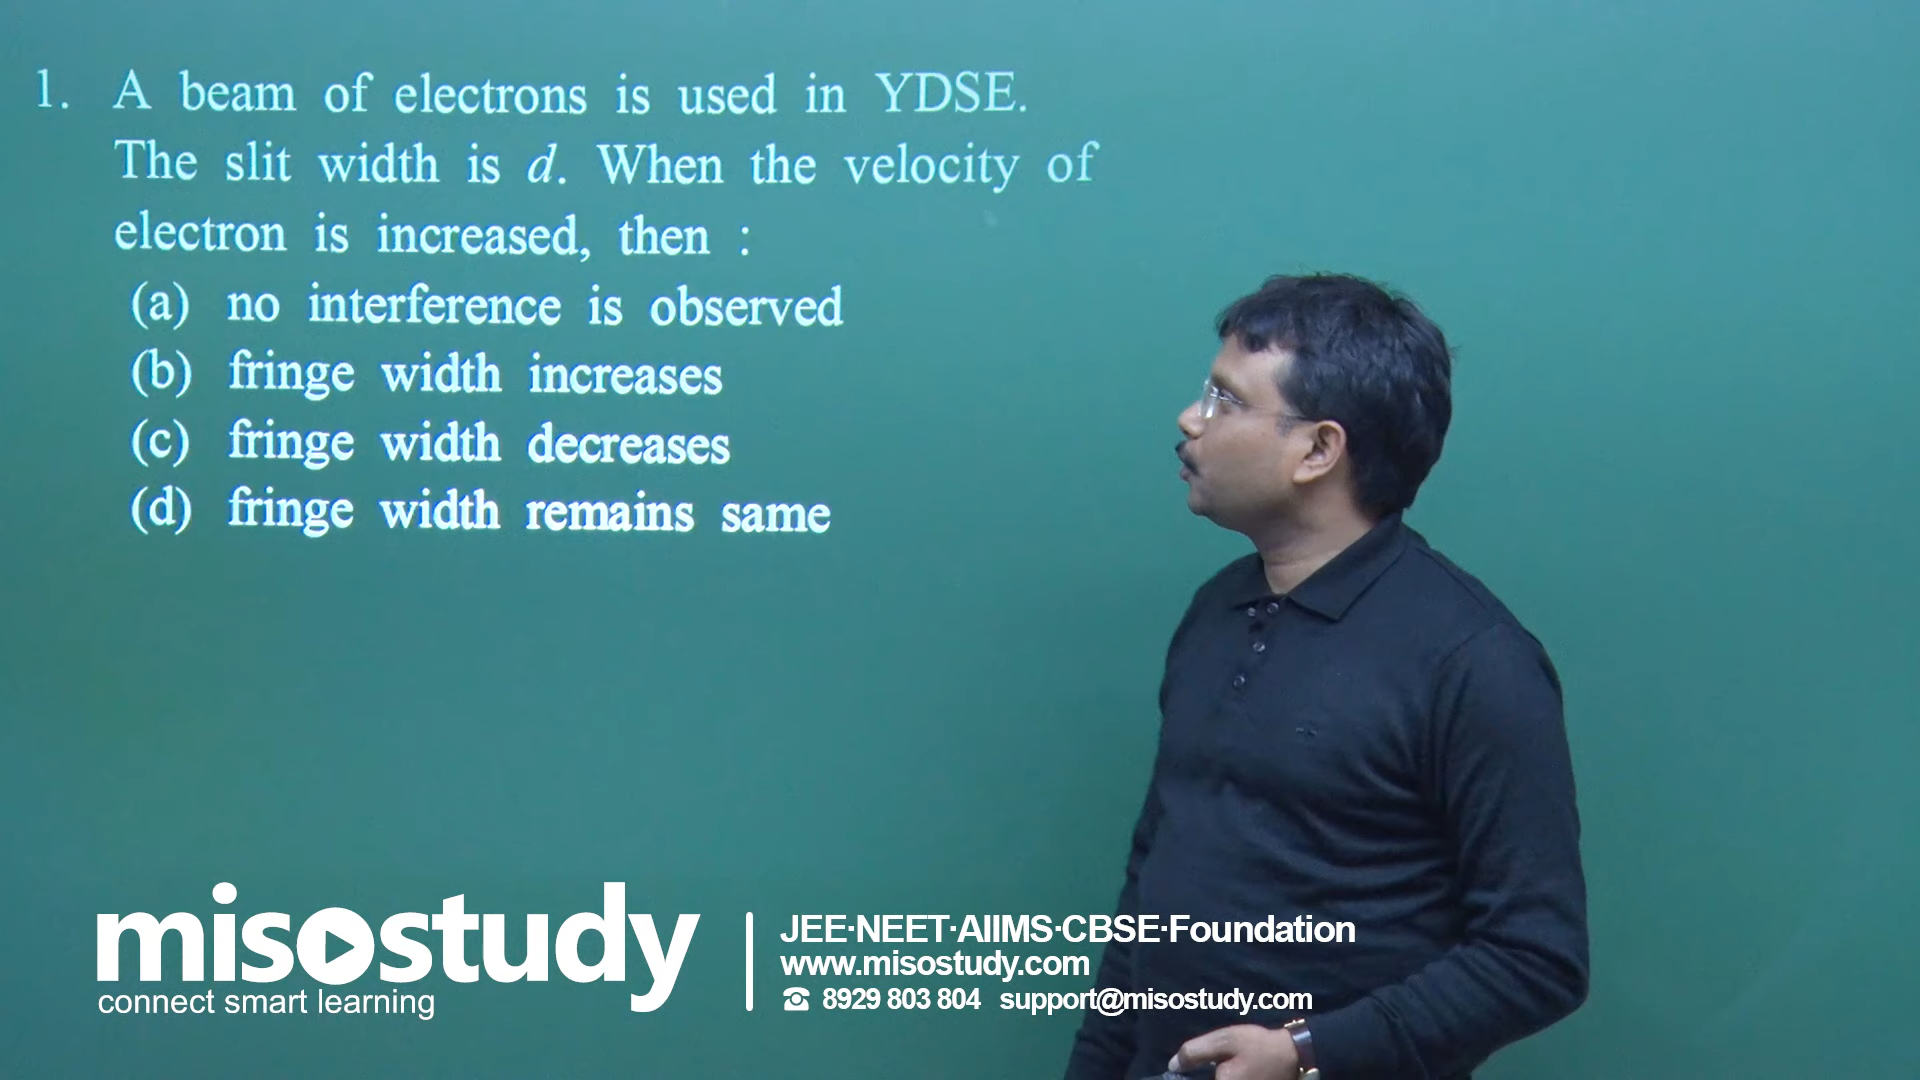 1. A beam of electrons is used in YDSE.
The slit width is d. When the velocity of
electron is increased, then :
(a) no interference is observed
(b) fringe width increases
(c) fringe width decreases
(d) fringe width remains same
misostudy
connect smart learning
JEE·NEET·AIIMS·CBSE·Foundation
www.misostudy.com
☎ 8929 803 804 support@misostudy.com